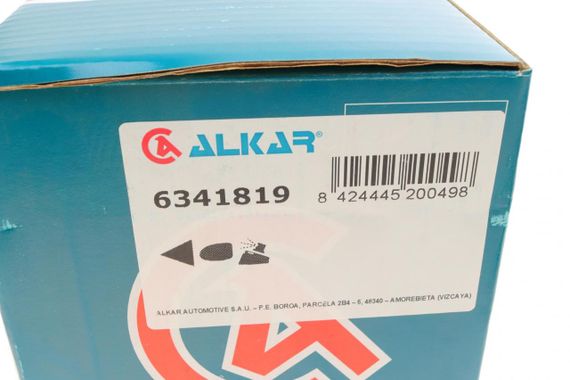 ALKAR®
6341819
8 424445 200498
ALKAR AUTOMOTIVE S.A.U. – P.E. BOROA, PARCELA 2B4 – 5, 48340 – AMOREBIETA (VIZCAYA)